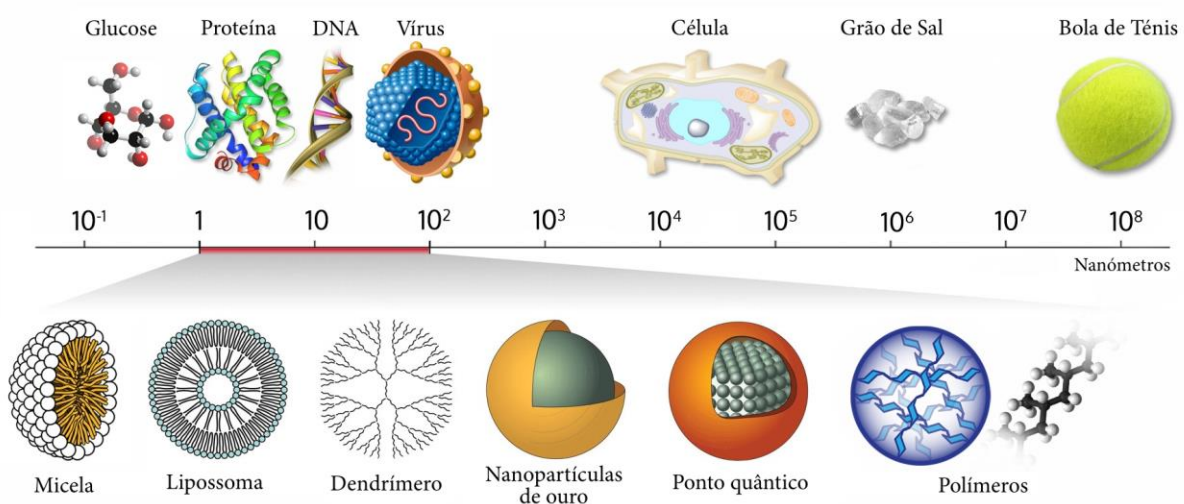 Glucose
Proteína
DNA
Vírus
Célula
Grão de Sal
Bola de Ténis
10⁻¹
1
10
10²
10³
10⁴
10⁵
10⁶
10⁷
10⁸
Nanómetros
Micela
Lipossoma
Dendrímero
Nanopartículas
de ouro
Ponto quântico
Polímeros